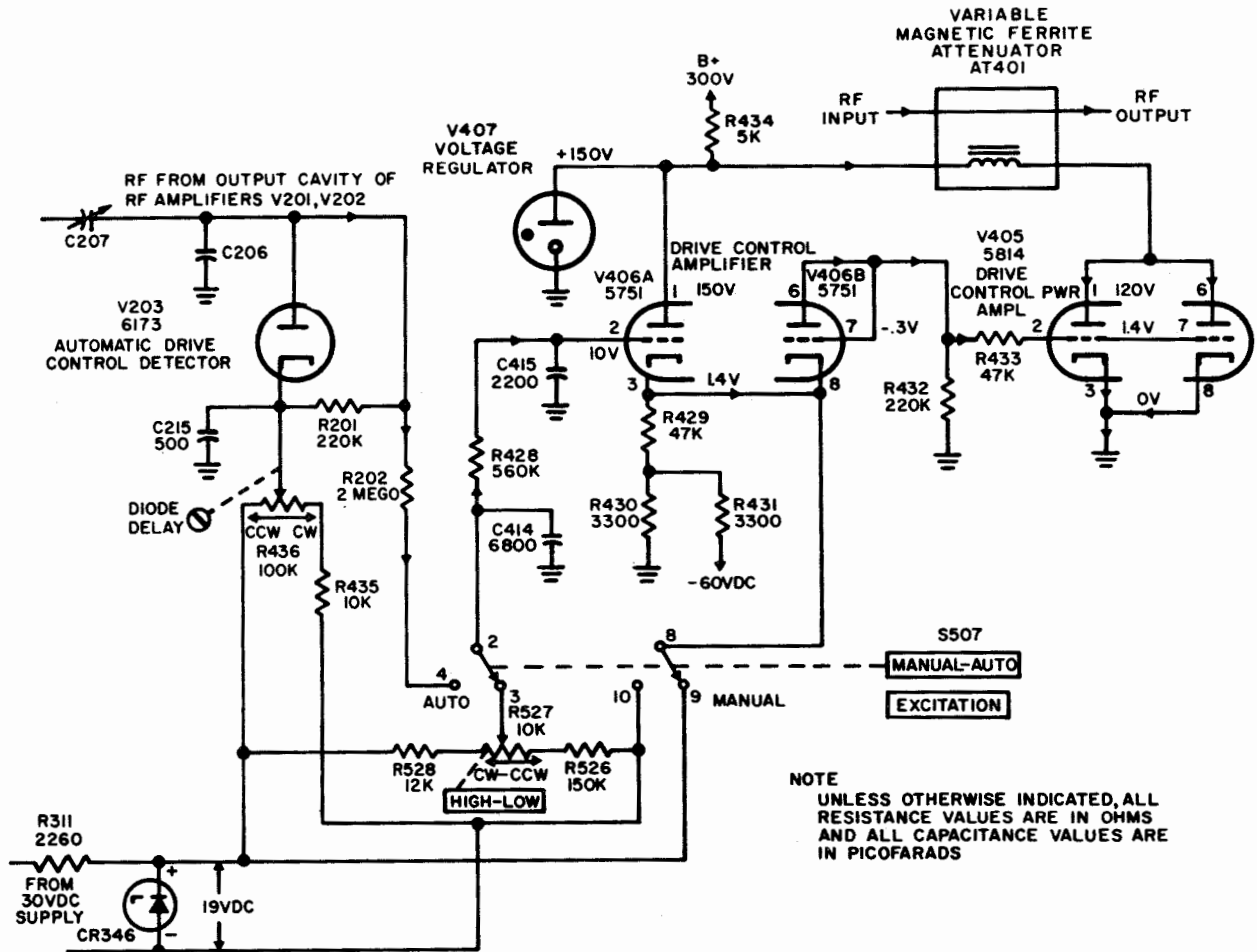 VARIABLE
MAGNETIC FERRITE
ATTENUATOR
AT401
B+
300V
R434
5K
RF
INPUT
RF
OUTPUT
V407
VOLTAGE
REGULATOR
+150V
RF FROM OUTPUT CAVITY OF
RF AMPLIFIERS V201, V202
C207
C206
V203
6173
AUTOMATIC DRIVE
CONTROL DETECTOR
C215
500
R201
220K
R202
2 MEGO
DIODE
DELAY
CCW CW
R436
100K
R435
10K
DRIVE CONTROL
AMPLIFIER
V406A
5751
1
150V
2
10V
3
1.4V
C415
2200
R428
560K
C414
6800
V406B
5751
6
7
-.3V
8
R429
47K
R430
3300
R431
3300
-60VDC
V405
5814
DRIVE
CONTROL PWR
AMPL
R433
47K
R432
220K
1
120V
6
2
1.4V
7
3
0V
8
2
4
AUTO
3
8
10
9
MANUAL
S507
MANUAL-AUTO
EXCITATION
R527
10K
R528
12K
CW-CCW
R526
150K
HIGH-LOW
R311
2260
FROM
30VDC
SUPPLY
+
19VDC
-
CR346
NOTE
UNLESS OTHERWISE INDICATED, ALL
RESISTANCE VALUES ARE IN OHMS
AND ALL CAPACITANCE VALUES ARE
IN PICOFARADS